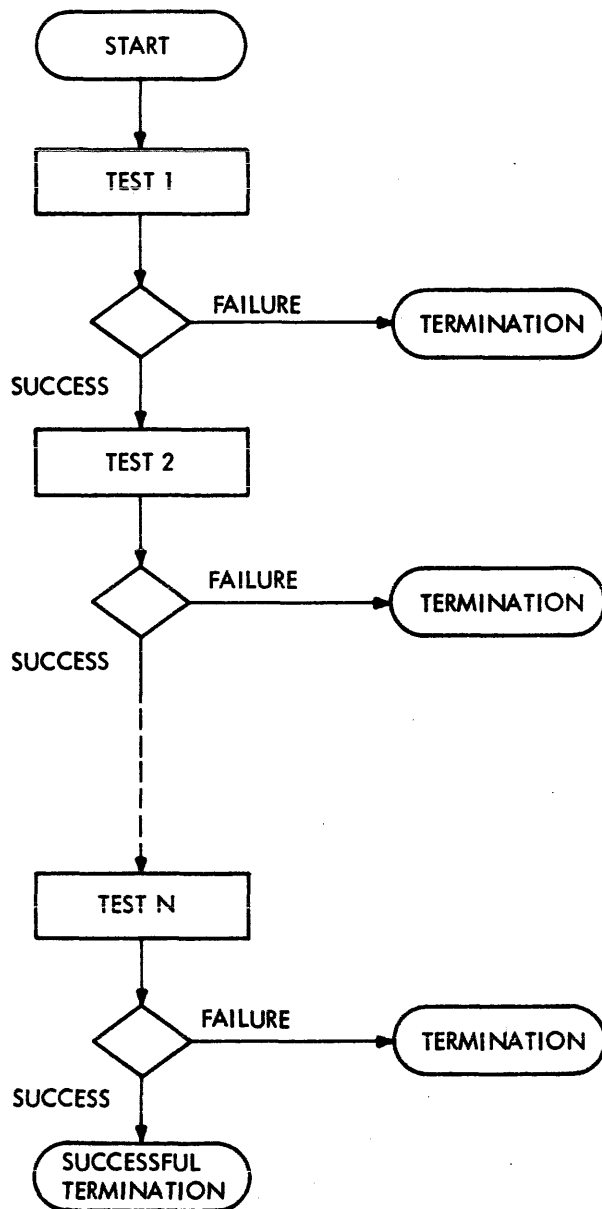 START
TEST 1
FAILURE
TERMINATION
SUCCESS
TEST 2
FAILURE
TERMINATION
SUCCESS
TEST N
FAILURE
TERMINATION
SUCCESS
SUCCESSFUL
TERMINATION